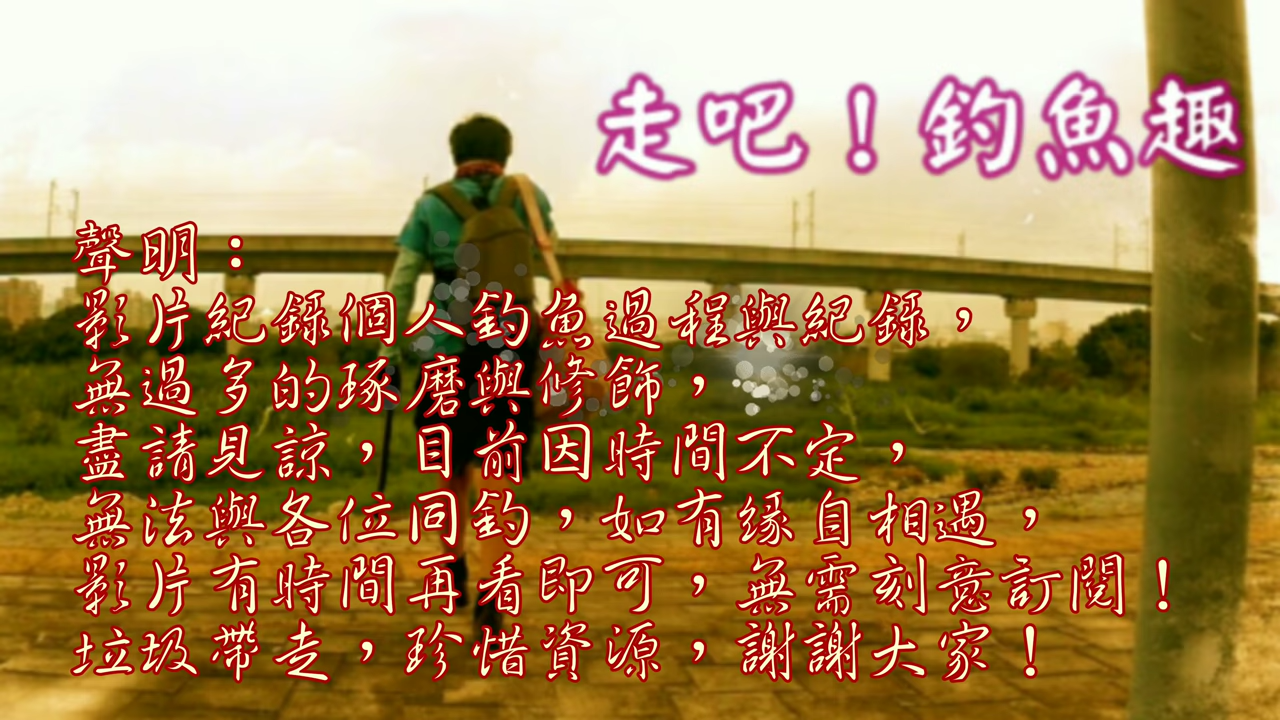 走吧！釣魚趣
聲明：
影片紀錄個人釣魚過程與紀錄，
無過多的琢磨與修飾，
盡請見諒，目前因時間不定，
無法與各位同釣，如有緣自相遇，
影片有時間再看即可，無需刻意訂閱！
垃圾帶走，珍惜資源，謝謝大家！